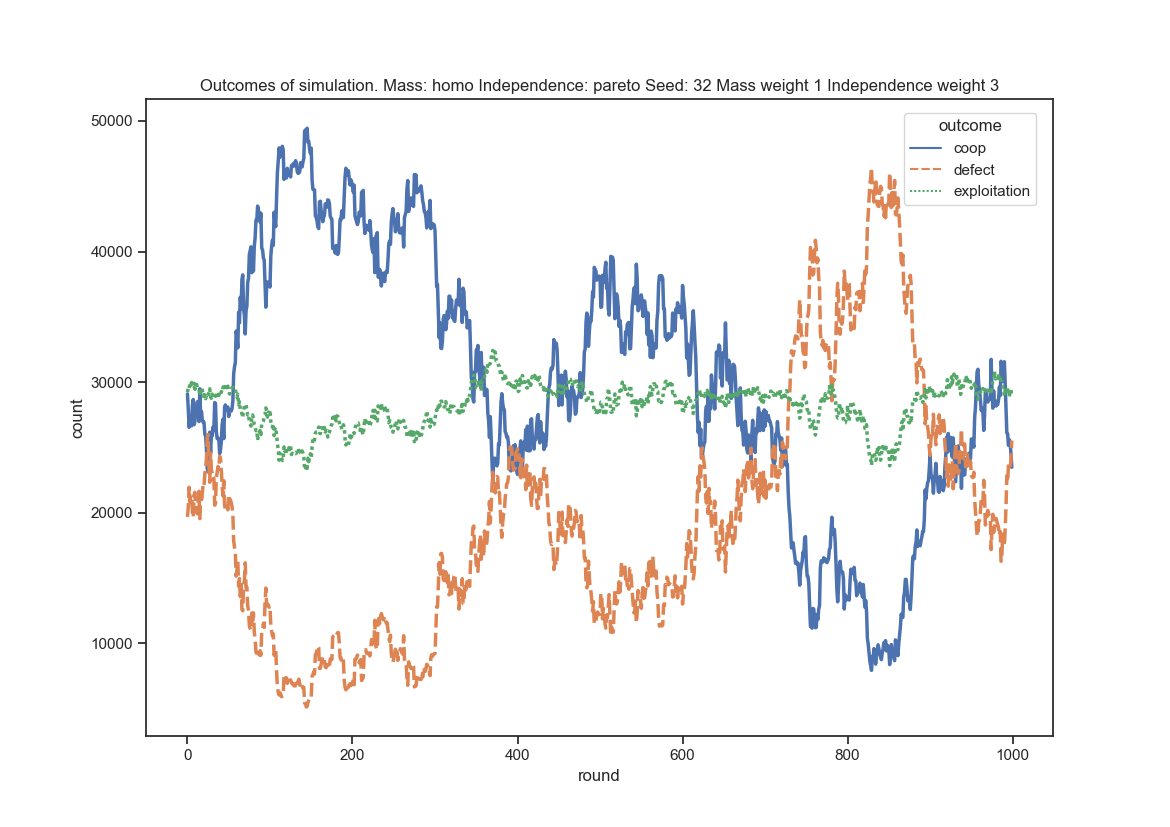 Outcomes of simulation. Mass: homo Independence: pareto Seed: 32 Mass weight 1 Independence weight 3
50000
40000
30000
20000
10000
count
outcome
coop
defect
exploitation
0 200 400 600 800 1000
round